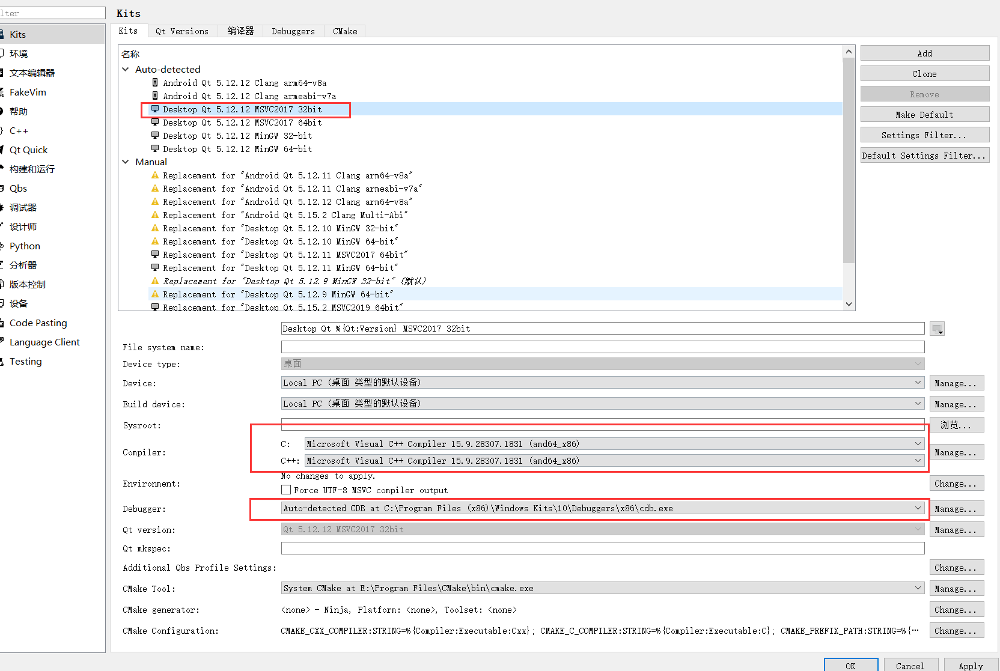 lter
Kits
环境
文本编辑器
FakeVim
帮助
C++
Qt Quick
构建和运行
Qbs
调试器
设计师
Python
分析器
版本控制
设备
Code Pasting
Language Client
Testing
Kits
Kits Qt Versions 编译器 Debuggers CMake
名称
Auto-detected
Android Qt 5.12.12 Clang arm64-v8a
Android Qt 5.12.12 Clang armeabi-v7a
Desktop Qt 5.12.12 MSVC2017 32bit
Desktop Qt 5.12.12 MSVC2017 64bit
Desktop Qt 5.12.12 MinGW 32-bit
Desktop Qt 5.12.12 MinGW 64-bit
Manual
Replacement for "Android Qt 5.12.11 Clang arm64-v8a"
Replacement for "Android Qt 5.12.11 Clang armeabi-v7a"
Replacement for "Android Qt 5.12.12 Clang arm64-v8a"
Replacement for "Android Qt 5.15.2 Clang Multi-Abi"
Replacement for "Desktop Qt 5.12.10 MinGW 32-bit"
Replacement for "Desktop Qt 5.12.10 MinGW 64-bit"
Replacement for "Desktop Qt 5.12.11 MSVC2017 64bit"
Replacement for "Desktop Qt 5.12.11 MinGW 64-bit"
Replacement for "Desktop Qt 5.12.9 MinGW 32-bit" (默认)
Replacement for "Desktop Qt 5.12.9 MinGW 64-bit"
Replacement for "Desktop Qt 5.15.2 MSVC2019 64bit"
Add
Clone
Remove
Make Default
Settings Filter...
Default Settings Filter...
Desktop Qt %{Qt:Version} MSVC2017 32bit
File system name:
Device type: 桌面
Device: Local PC (桌面 类型的默认设备) Manage...
Build device: Local PC (桌面 类型的默认设备) Manage...
Sysroot: 浏览...
C: Microsoft Visual C++ Compiler 15.9.28307.1831 (amd64_x86)
Compiler: Manage...
C++: Microsoft Visual C++ Compiler 15.9.28307.1831 (amd64_x86)
No changes to apply.
Environment: Change...
Force UTF-8 MSVC compiler output
Debugger: Auto-detected CDB at C:\Program Files (x86)\Windows Kits\10\Debuggers\x86\cdb.exe Manage...
Qt version: Qt 5.12.12 MSVC2017 32bit Manage...
Qt mkspec:
Additional Qbs Profile Settings: Change...
CMake Tool: System CMake at E:\Program Files\CMake\bin\cmake.exe Manage...
CMake generator: <none> - Ninja, Platform: <none>, Toolset: <none> Change...
CMake Configuration: CMAKE_CXX_COMPILER:STRING=%{Compiler:Executable:Cxx}; CMAKE_C_COMPILER:STRING=%{Compiler:Executable:C}; CMAKE_PREFIX_PATH:STRING=%{… Change...
OK Cancel Apply